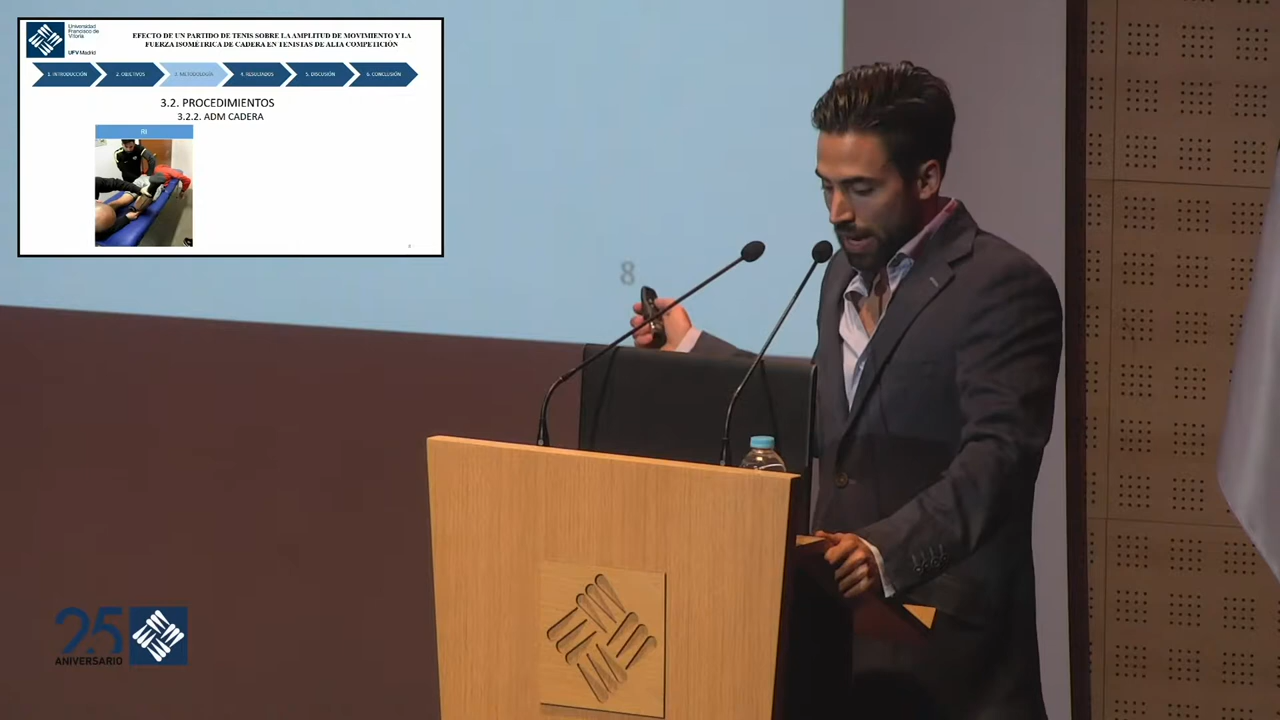 Universidad
Francisco de
Vitoria
UFV Madrid
EFECTO DE UN PARTIDO DE TENIS SOBRE LA AMPLITUD DE MOVIMIENTO Y LA
FUERZA ISOMÉTRICA DE CADERA EN TENISTAS DE ALTA COMPETICIÓN
1. INTRODUCCIÓN
2. OBJETIVOS
3. METODOLOGÍA
4. RESULTADOS
5. DISCUSIÓN
6. CONCLUSIÓN
3.2. PROCEDIMIENTOS
3.2.2. ADM CADERA
RI
8
8
25
ANIVERSARIO